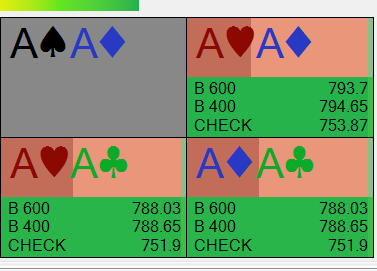 A♠A♦
A♥A♦
B 600 793.7
B 400 794.65
CHECK 753.87
A♥A♣
B 600 788.03
B 400 788.65
CHECK 751.9
A♦A♣
B 600 788.03
B 400 788.65
CHECK 751.9